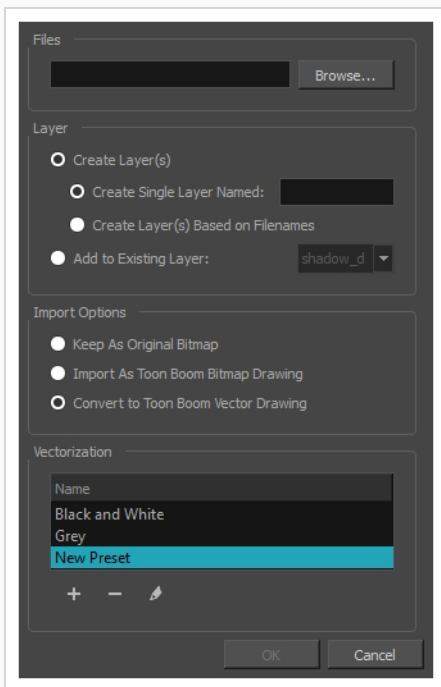 Files
Browse...
Layer
Create Layer(s)
Create Single Layer Named:
Create Layer(s) Based on Filenames
Add to Existing Layer: shadow_d
Import Options
Keep As Original Bitmap
Import As Toon Boom Bitmap Drawing
Convert to Toon Boom Vector Drawing
Vectorization
Name
Black and White
Grey
New Preset
OK Cancel